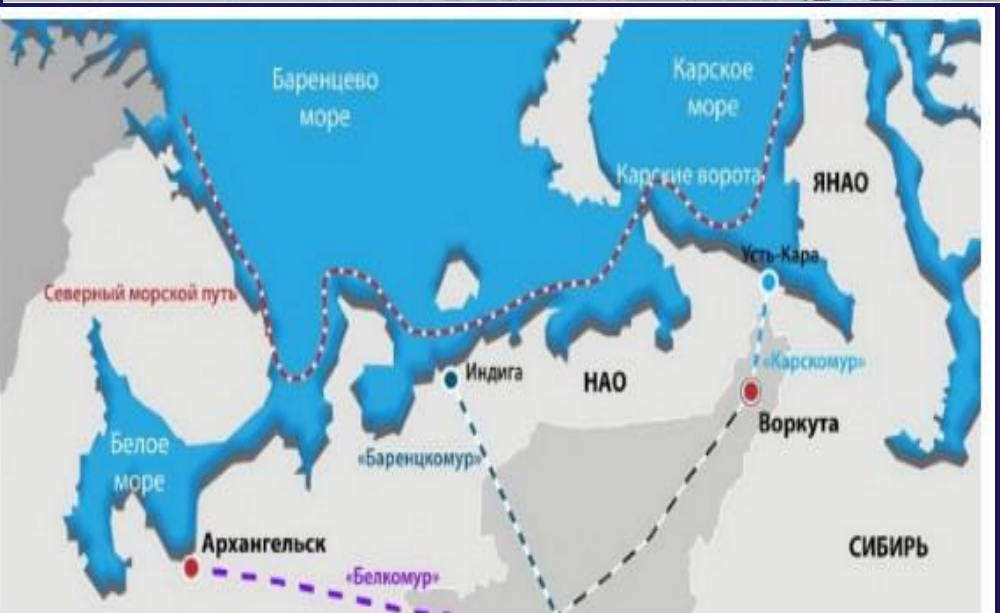 Баренцево
море
Карское
море
Карские ворота
ЯНАО
Усть-Кара
Северный морской путь
«Карскомур»
Индига
НАО
Воркута
Белое
море
«Баренцкомур»
Архангельск
СИБИРЬ
«Белкомур»